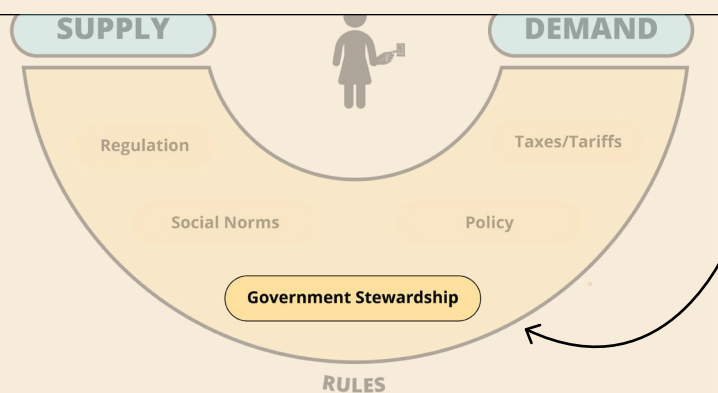 SUPPLY
DEMAND
Regulation
Taxes/Tariffs
Social Norms
Policy
Government Stewardship
RULES